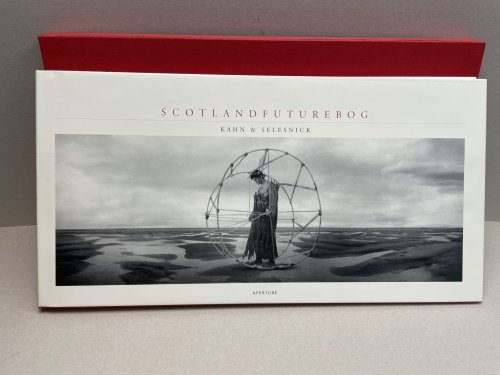 SCOTLANDFUTUREBOG
KAHN & SELESNICK
APERTURE